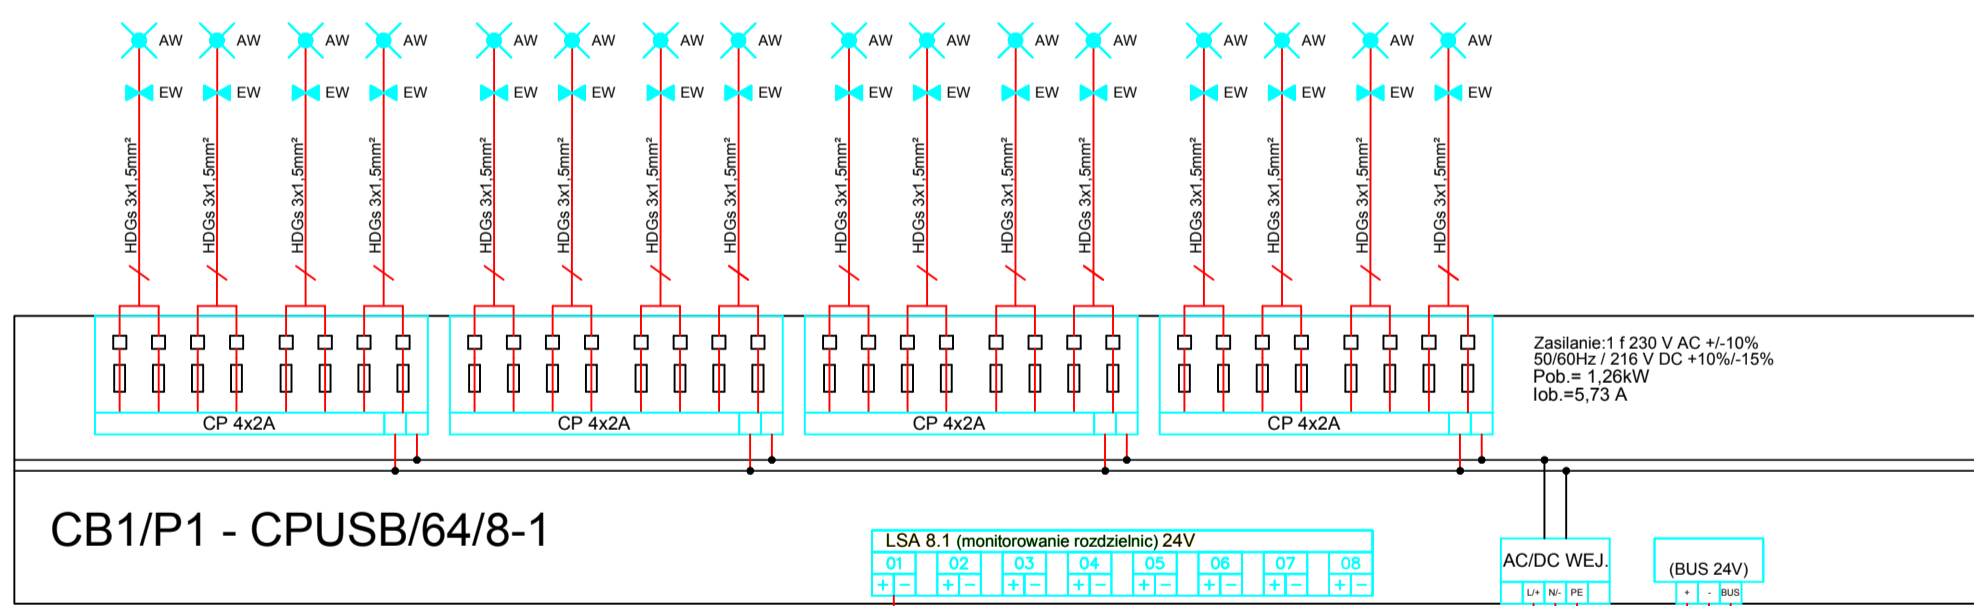 AW AW AW AW AW AW AW AW AW AW AW AW AW AW AW AW
EW EW EW EW EW EW EW EW EW EW EW EW EW EW EW EW
HDGs 3x1,5mm² HDGs 3x1,5mm² HDGs 3x1,5mm² HDGs 3x1,5mm² HDGs 3x1,5mm² HDGs 3x1,5mm² HDGs 3x1,5mm² HDGs 3x1,5mm² HDGs 3x1,5mm² HDGs 3x1,5mm² HDGs 3x1,5mm² HDGs 3x1,5mm² HDGs 3x1,5mm² HDGs 3x1,5mm² HDGs 3x1,5mm² HDGs 3x1,5mm²
Zasilanie:1 f 230 V AC +/-10%
50/60Hz / 216 V DC +10%/-15%
Pob.= 1,26kW
Iob.=5,73 A
CP 4x2A CP 4x2A CP 4x2A CP 4x2A
CB1/P1 - CPUSB/64/8-1
LSA 8.1 (monitorowanie rozdzielnic) 24V
01 02 03 04 05 06 07 08
+ − + − + − + − + − + − + − + −
AC/DC WEJ.
L/+ N/- PE
(BUS 24V)
+ - BUS